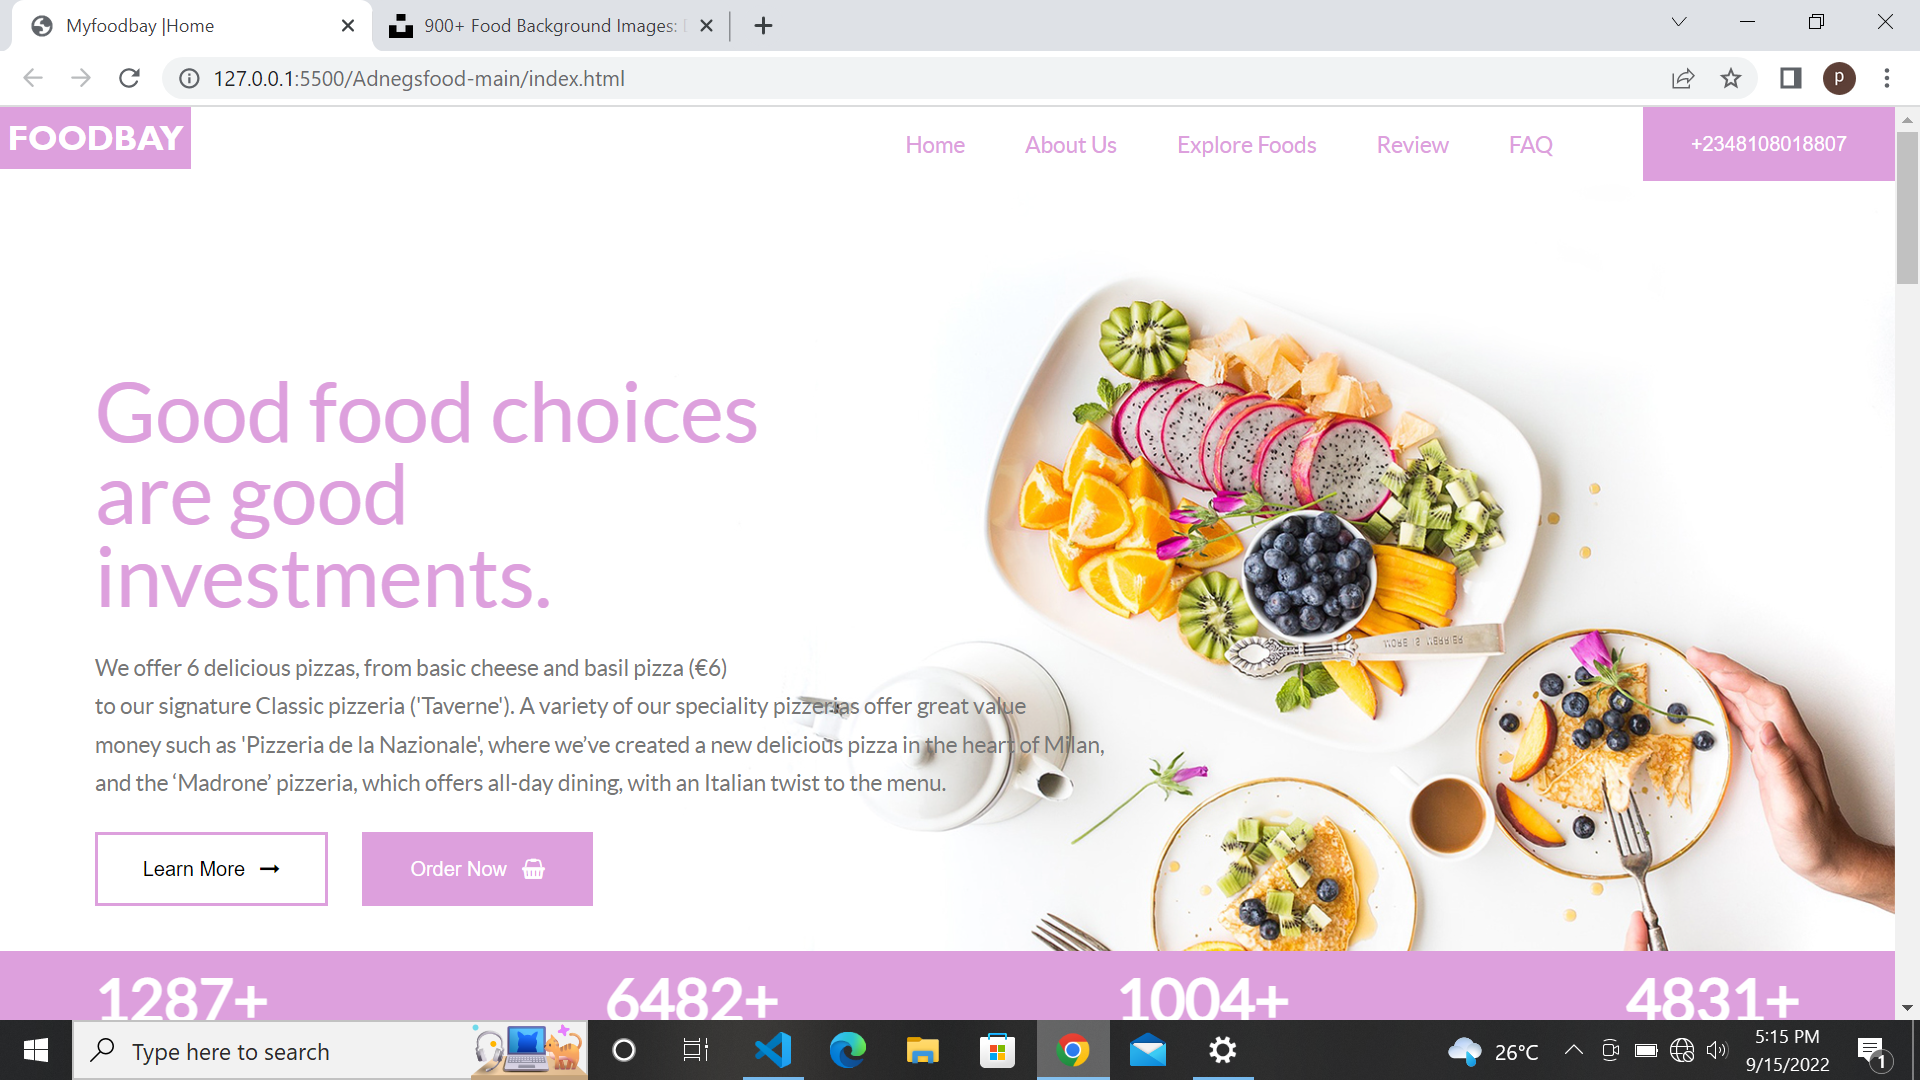 Myfoodbay |Home
900+ Food Background Images:
127.0.0.1:5500/Adnegsfood-main/index.html
p
FOODBAY
Home
About Us
Explore Foods
Review
FAQ
+2348108018807
Good food choices
are good
investments.
We offer 6 delicious pizzas, from basic cheese and basil pizza (€6)
to our signature Classic pizzeria ('Taverne'). A variety of our speciality pizzerias offer great value
money such as 'Pizzeria de la Nazionale', where we’ve created a new delicious pizza in the heart of Milan,
and the ‘Madrone’ pizzeria, which offers all-day dining, with an Italian twist to the menu.
Learn More
Order Now
1287+
6482+
1004+
4831+
Type here to search
26°C
5:15 PM
9/15/2022
1